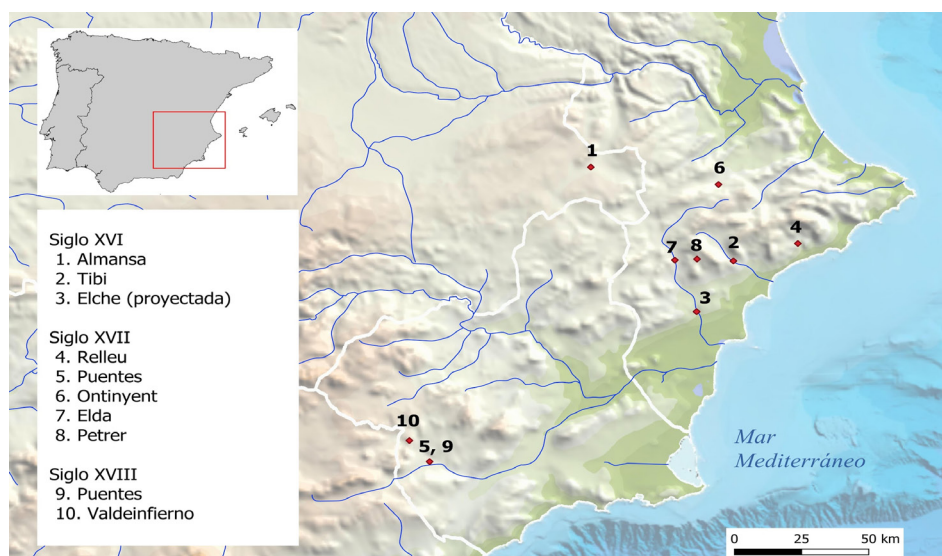 Siglo XVI
1. Almansa
2. Tibi
3. Elche (proyectada)
Siglo XVII
4. Relleu
5. Puentes
6. Ontinyent
7. Elda
8. Petrer
Siglo XVIII
9. Puentes
10. Valdeinfierno
1
6
4
7
8
2
3
10
5, 9
Mar
Mediterráneo
0 25 50 km